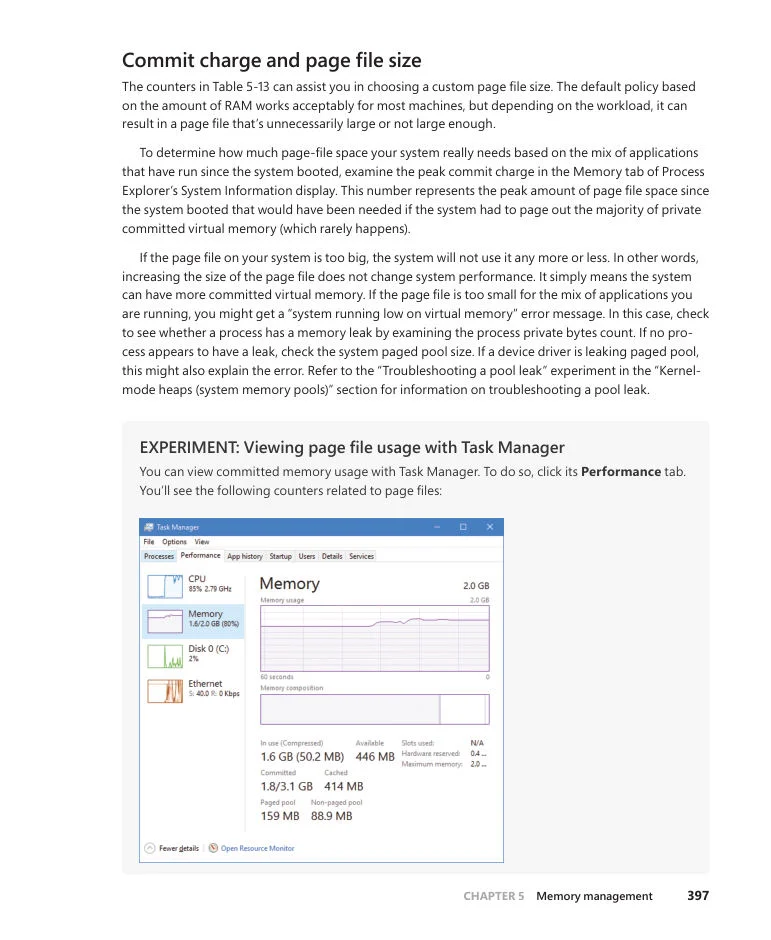 Commit charge and page file size
The counters in Table 5-13 can assist you in choosing a custom page file size. The default policy based
on the amount of RAM works acceptably for most machines, but depending on the workload, it can
result in a page file that’s unnecessarily large or not large enough.
To determine how much page-file space your system really needs based on the mix of applications
that have run since the system booted, examine the peak commit charge in the Memory tab of Process
Explorer’s System Information display. This number represents the peak amount of page file space since
the system booted that would have been needed if the system had to page out the majority of private
committed virtual memory (which rarely happens).
If the page file on your system is too big, the system will not use it any more or less. In other words,
increasing the size of the page file does not change system performance. It simply means the system
can have more committed virtual memory. If the page file is too small for the mix of applications you
are running, you might get a “system running low on virtual memory” error message. In this case, check
to see whether a process has a memory leak by examining the process private bytes count. If no pro-
cess appears to have a leak, check the system paged pool size. If a device driver is leaking paged pool,
this might also explain the error. Refer to the “Troubleshooting a pool leak” experiment in the “Kernel-
mode heaps (system memory pools)” section for information on troubleshooting a pool leak.
EXPERIMENT: Viewing page file usage with Task Manager
You can view committed memory usage with Task Manager. To do so, click its Performance tab.
You’ll see the following counters related to page files:
Task Manager
File Options View
Processes Performance App history Startup Users Details Services
CPU
85% 2.79 GHz
Memory
1.6/2.0 GB (80%)
Disk 0 (C:)
2%
Ethernet
S: 40.0 R: 0 Kbps
Memory 2.0 GB
Memory usage 2.0 GB
60 seconds 0
Memory composition
In use (Compressed) Available Slots used: N/A
1.6 GB (50.2 MB) 446 MB Hardware reserved: 0.4 ...
Maximum memory: 2.0 ...
Committed Cached
1.8/3.1 GB 414 MB
Paged pool Non-paged pool
159 MB 88.9 MB
Fewer details Open Resource Monitor
CHAPTER 5 Memory management 397